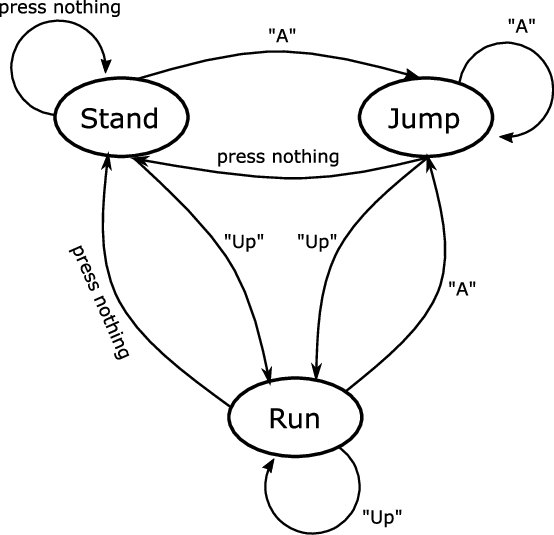 press nothing
"A"
"A"
Stand
Jump
press nothing
"Up"
"Up"
press nothing
"A"
Run
"Up"